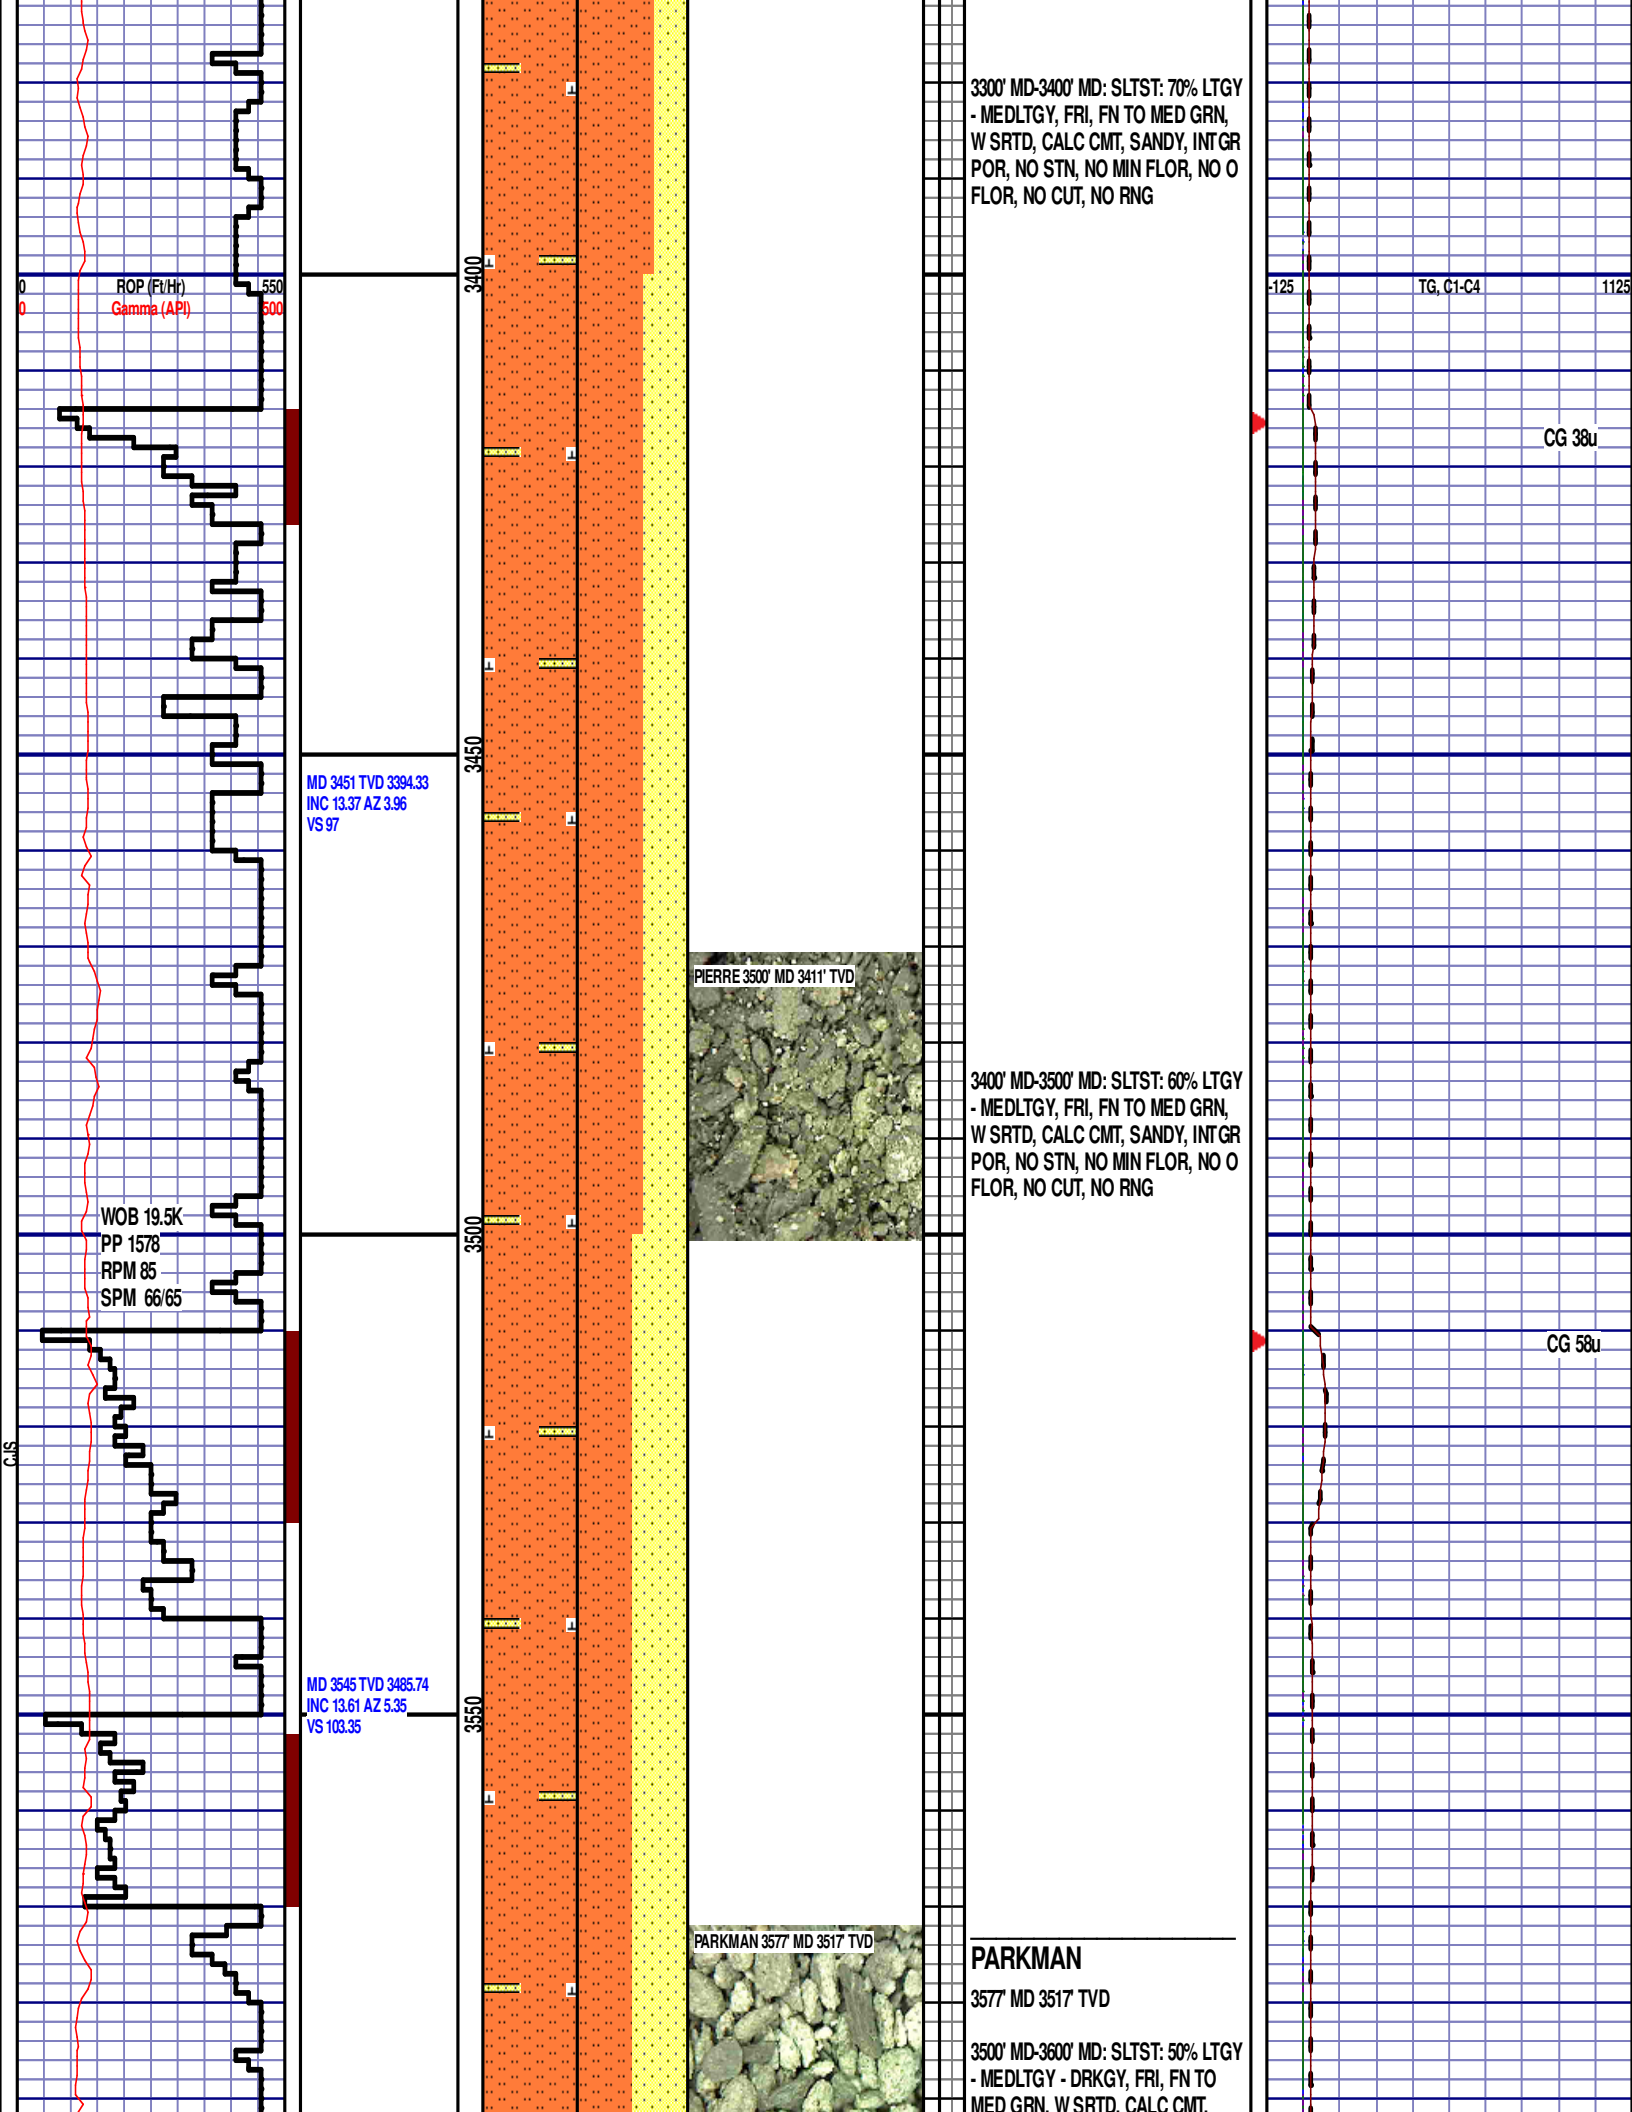 3300' MD-3400' MD: SLTST: 70% LTGY
- MEDLTGY, FRI, FN TO MED GRN,
W SRTD, CALC CMT, SANDY, INTGR
POR, NO STN, NO MIN FLOR, NO O
FLOR, NO CUT, NO RNG
3400
0 ROP (Ft/Hr) 550
0 Gamma (API) 500
-125 TG, C1-C4 1125
CG 38u
3450
MD 3451 TVD 3394.33
INC 13.37 AZ 3.96
VS 97
PIERRE 3500' MD 3411' TVD
3400' MD-3500' MD: SLTST: 60% LTGY
- MEDLTGY, FRI, FN TO MED GRN,
W SRTD, CALC CMT, SANDY, INTGR
POR, NO STN, NO MIN FLOR, NO O
FLOR, NO CUT, NO RNG
WOB 19.5K
PP 1578
RPM 85
SPM 66/65
3500
CG 58u
CJS
MD 3545 TVD 3485.74
INC 13.61 AZ 5.35
VS 103.35
3550
PARKMAN 3577' MD 3517' TVD
PARKMAN
3577' MD 3517' TVD
3500' MD-3600' MD: SLTST: 50% LTGY
- MEDLTGY - DRKGY, FRI, FN TO
MED GRN, W SRTD, CALC CMT,